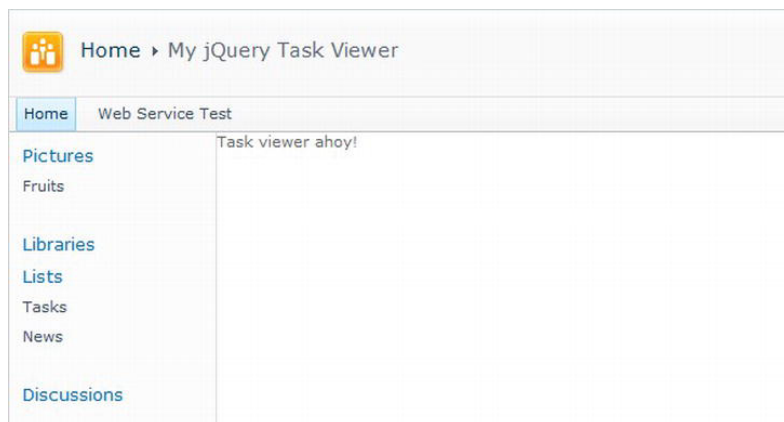 Home ▸ My jQuery Task Viewer
Home Web Service Test
Task viewer ahoy!
Pictures
Fruits
Libraries
Lists
Tasks
News
Discussions